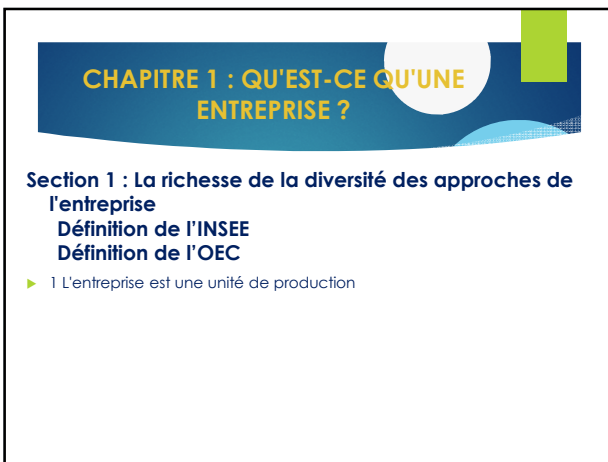 CHAPITRE 1 : QU'EST-CE QU'UNE
ENTREPRISE ?
Section 1 : La richesse de la diversité des approches de
l'entreprise
Définition de l'INSEE
Définition de l'OEC
1 L'entreprise est une unité de production